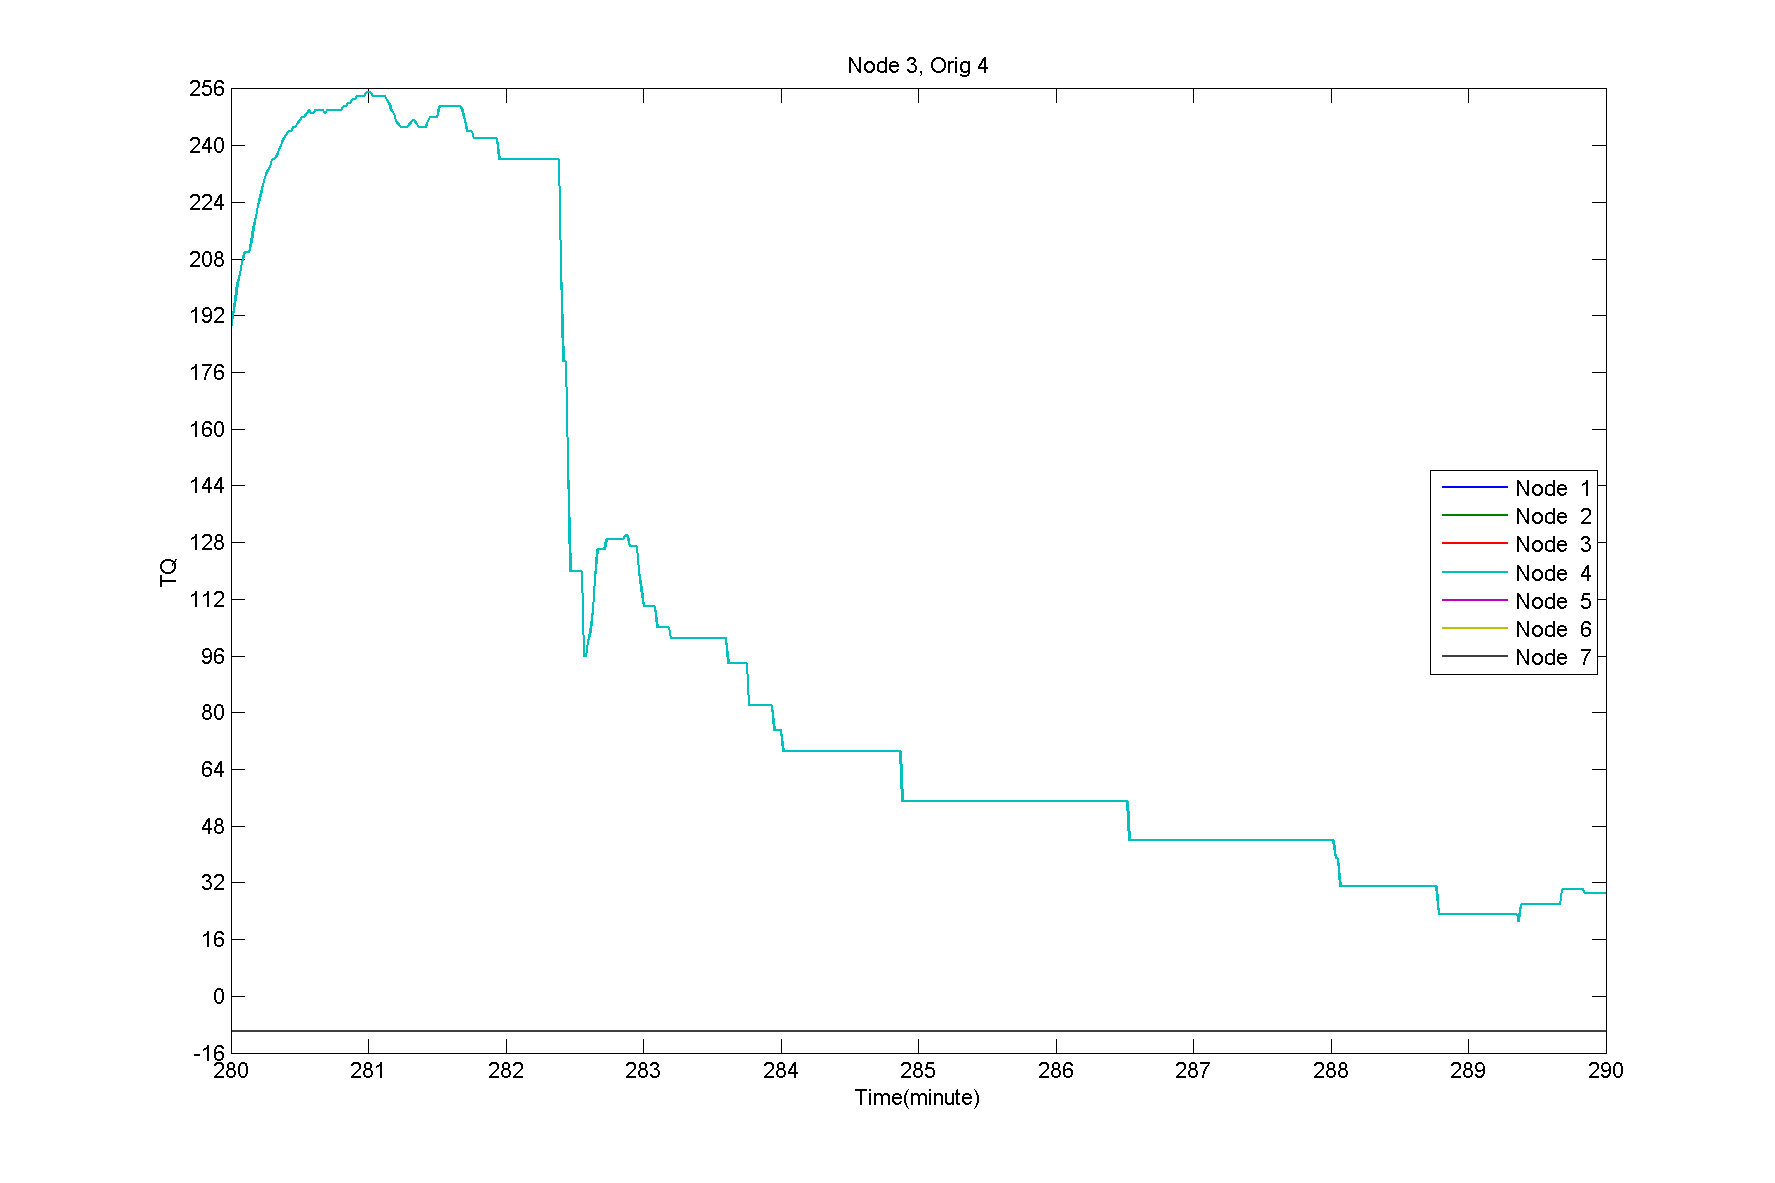 Node 3, Orig 4
256
240
224
208
192
176
160
144
128
112
96
80
64
48
32
16
0
-16
TQ
Node 1
Node 2
Node 3
Node 4
Node 5
Node 6
Node 7
280 281 282 283 284 285 286 287 288 289 290
Time(minute)